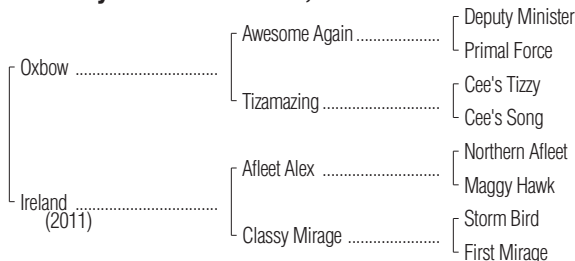 Awesome Again
Deputy Minister
Primal Force
Oxbow
Tizamazing
Cee's Tizzy
Cee's Song
Ireland
(2011)
Afleet Alex
Northern Afleet
Maggy Hawk
Classy Mirage
Storm Bird
First Mirage